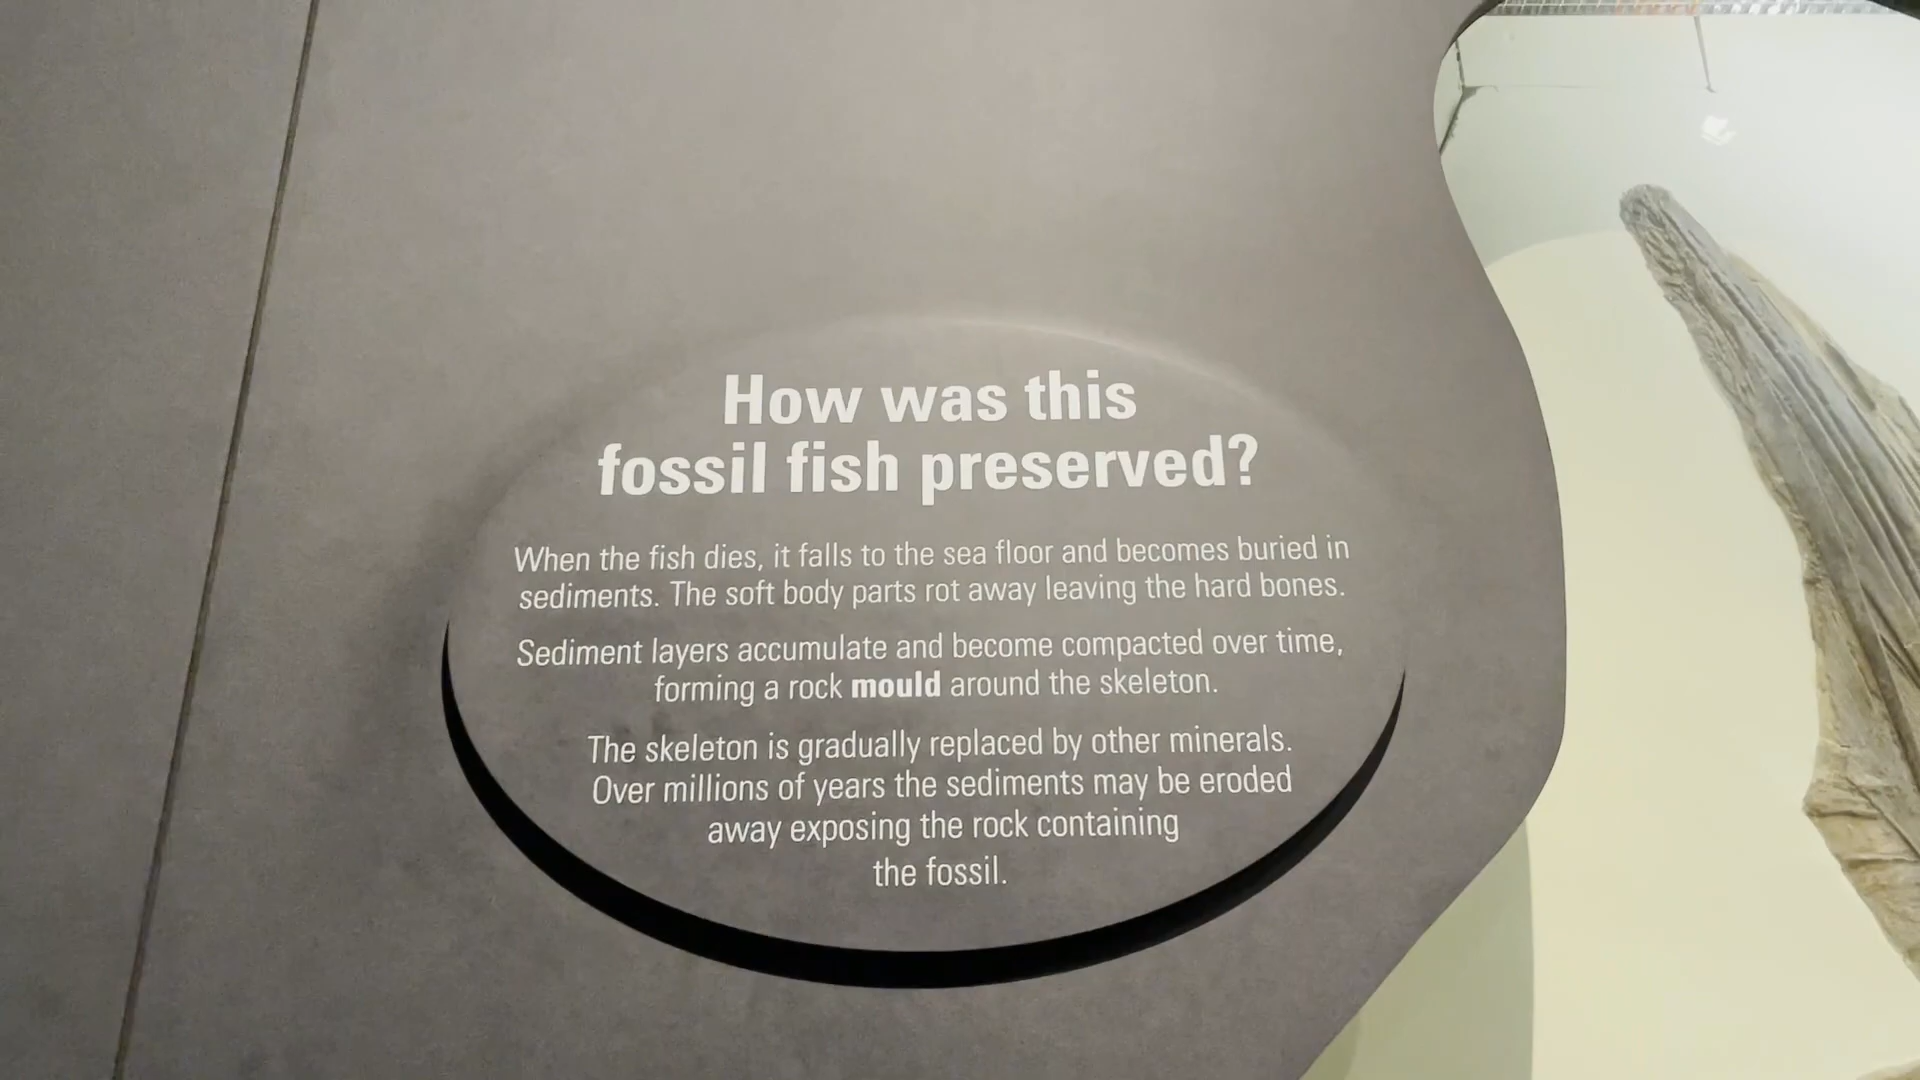 How was this
fossil fish preserved?
When the fish dies, it falls to the sea floor and becomes buried in
sediments. The soft body parts rot away leaving the hard bones.
Sediment layers accumulate and become compacted over time,
forming a rock mould around the skeleton.
The skeleton is gradually replaced by other minerals.
Over millions of years the sediments may be eroded
away exposing the rock containing
the fossil.